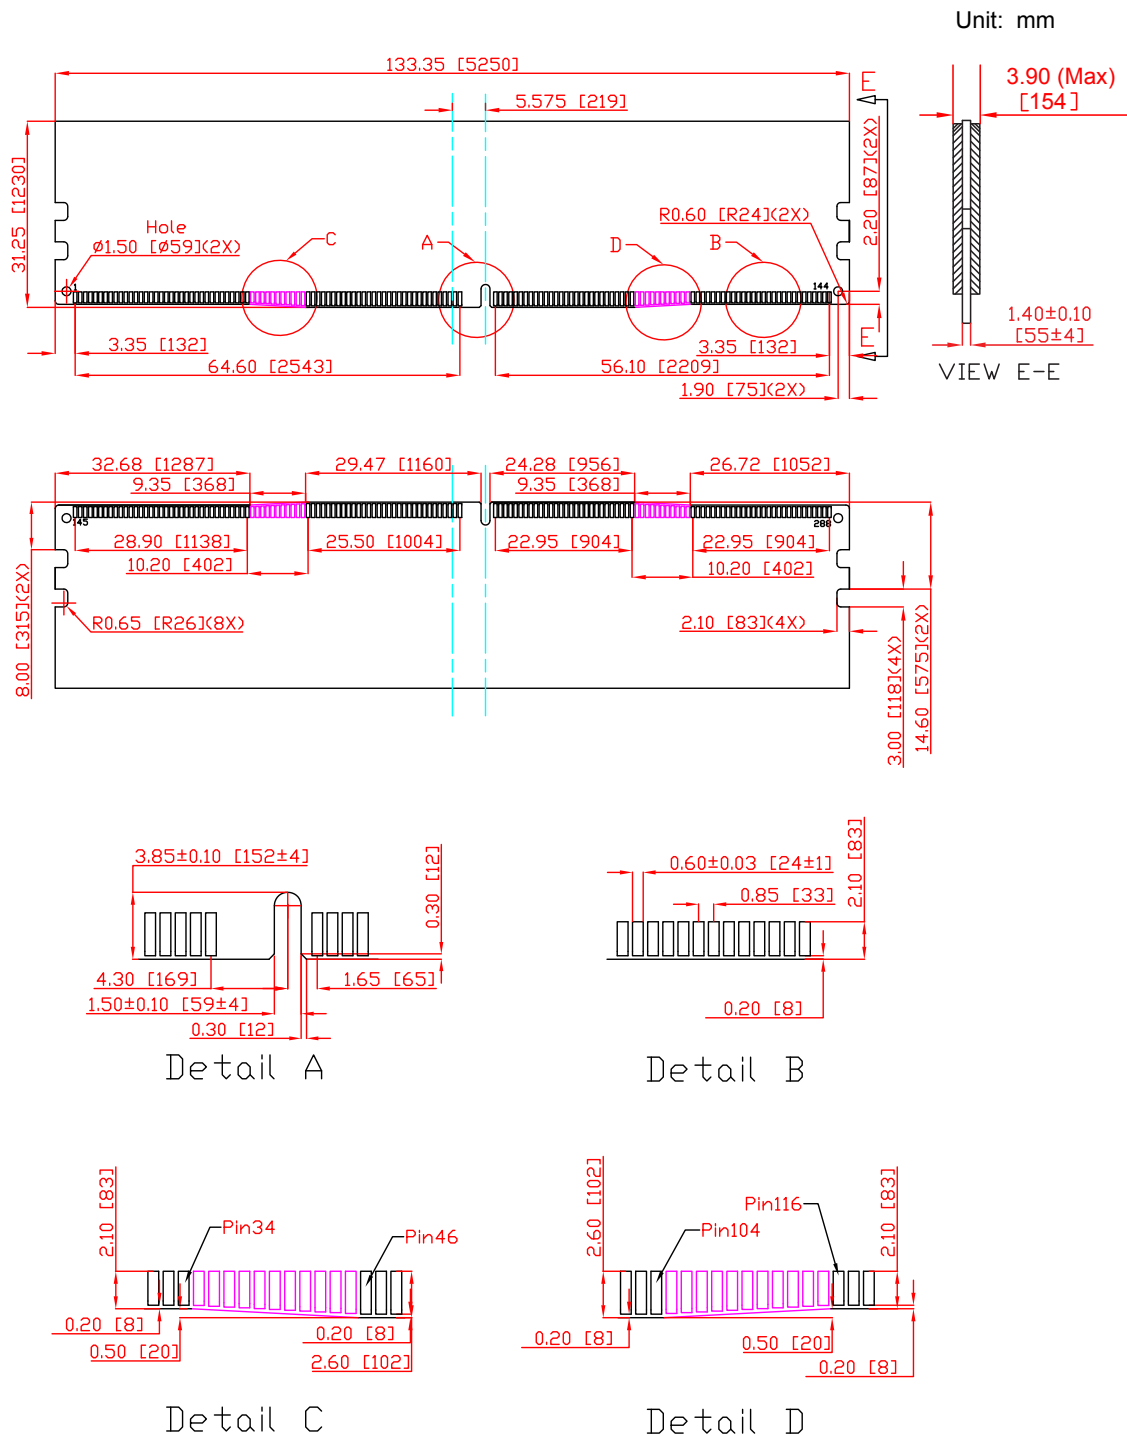 Unit: mm
133.35 [5250]
5.575 [219]
E
3.90 (Max)
[154]
31.25 [1230]
2.20 [87](2X)
Hole
Ø1.50 [Ø59](2X)
C
A
D
B
R0.60 [R24](2X)
1
144
3.35 [132]
3.35 [132]
E
64.60 [2543]
56.10 [2209]
1.90 [75](2X)
1.40±0.10
[55±4]
VIEW E-E
32.68 [1287]
29.47 [1160]
24.28 [956]
26.72 [1052]
9.35 [368]
9.35 [368]
145
288
28.90 [1138]
25.50 [1004]
22.95 [904]
22.95 [904]
10.20 [402]
10.20 [402]
8.00 [315](2X)
R0.65 [R26](8X)
2.10 [83](4X)
3.00 [118](4X)
14.60 [575](2X)
3.85±0.10 [152±4]
0.30 [12]
4.30 [169]
1.65 [65]
1.50±0.10 [59±4]
0.30 [12]
Detail A
0.60±0.03 [24±1]
0.85 [33]
2.10 [83]
0.20 [8]
Detail B
2.10 [83]
Pin34
Pin46
0.20 [8]
0.50 [20]
0.20 [8]
2.60 [102]
Detail C
2.60 [102]
Pin104
Pin116
2.10 [83]
0.20 [8]
0.50 [20]
0.20 [8]
Detail D